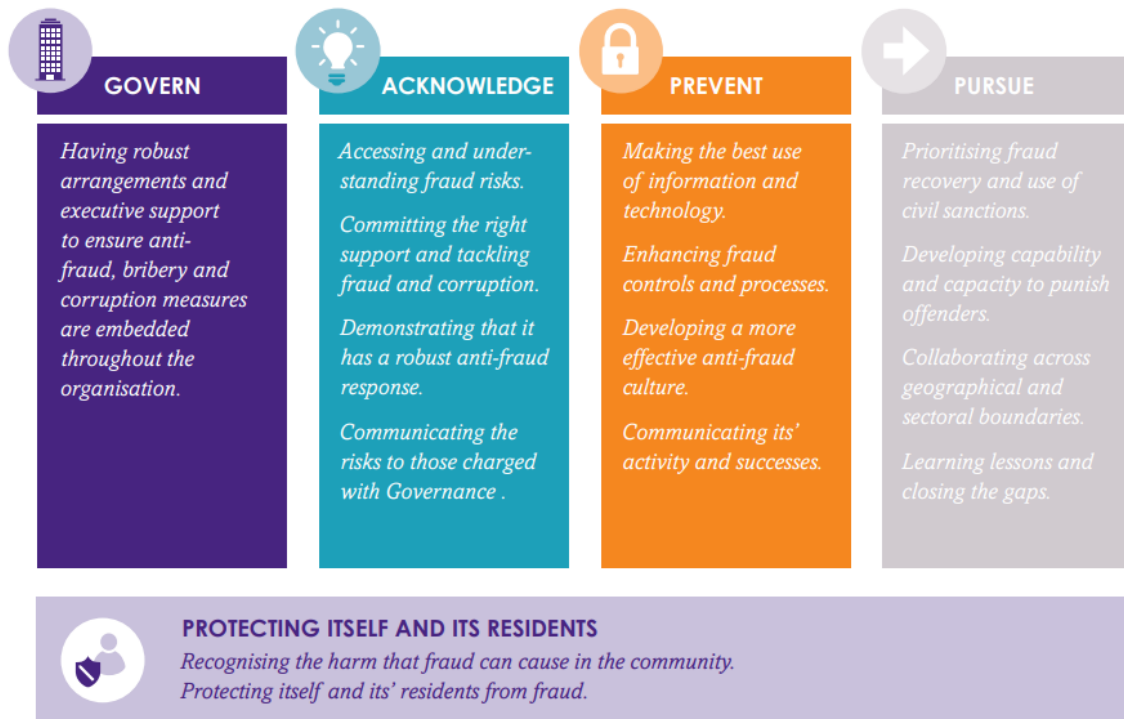 GOVERN
Having robust
arrangements and
executive support
to ensure anti-
fraud, bribery and
corruption measures
are embedded
throughout the
organisation.
ACKNOWLEDGE
Accessing and under-
standing fraud risks.
Committing the right
support and tackling
fraud and corruption.
Demonstrating that it
has a robust anti-fraud
response.
Communicating the
risks to those charged
with Governance .
PREVENT
Making the best use
of information and
technology.
Enhancing fraud
controls and processes.
Developing a more
effective anti-fraud
culture.
Communicating its’
activity and successes.
PURSUE
Prioritising fraud
recovery and use of
civil sanctions.
Developing capability
and capacity to punish
offenders.
Collaborating across
geographical and
sectoral boundaries.
Learning lessons and
closing the gaps.
PROTECTING ITSELF AND ITS RESIDENTS
Recognising the harm that fraud can cause in the community.
Protecting itself and its’ residents from fraud.